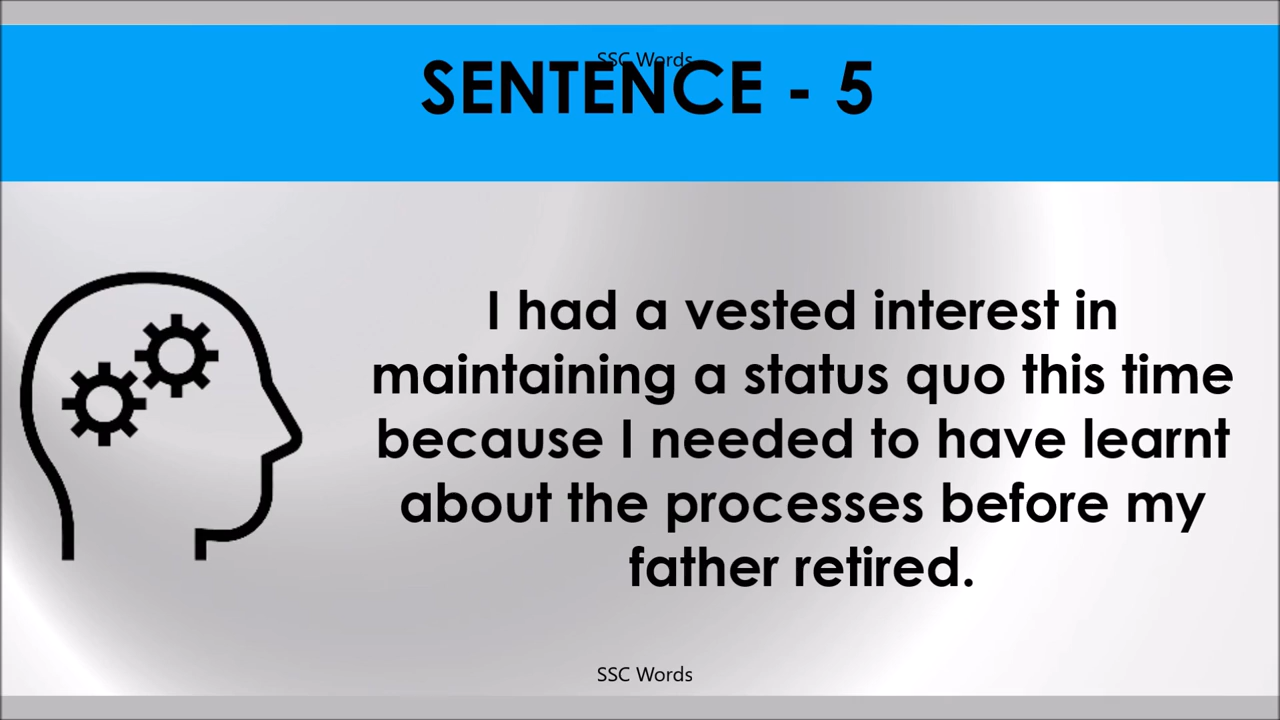 SSC Words
SENTENCE - 5
I had a vested interest in
maintaining a status quo this time
because I needed to have learnt
about the processes before my
father retired.
SSC Words